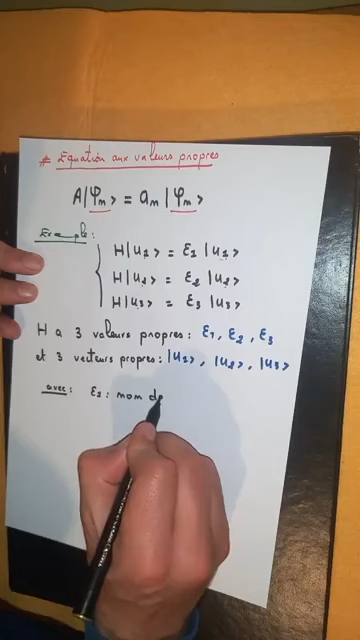 # Equation aux valeurs propres
A|φn> = an |φn>
Exemple :
H|u1> = ε1 |u1>
H|u2> = ε2 |u2>
H|u3> = ε3 |u3>
H a 3 valeurs propres : ε1, ε2, ε3
et 3 vecteurs propres : |u1>, |u2>, |u3>
avec : ε1 : nom de